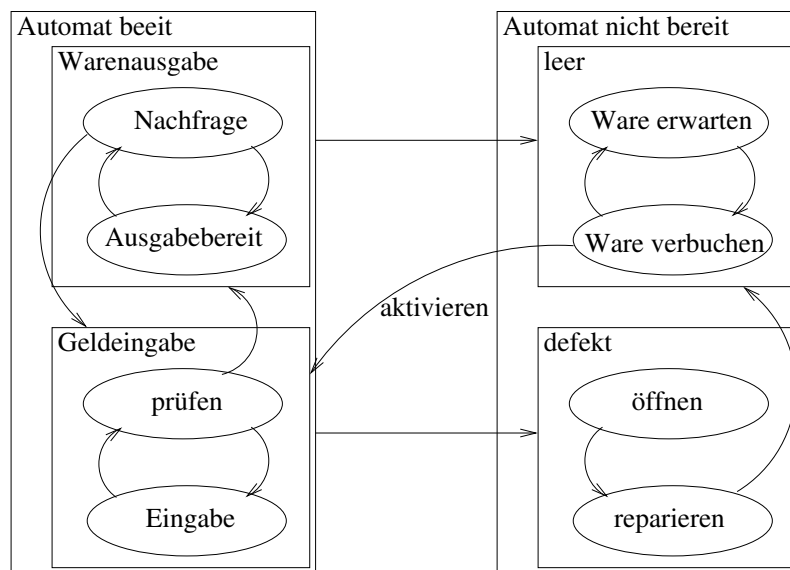 Automat beeit
Warenausgabe
Nachfrage
Ausgabebereit
Geldeingabe
prüfen
Eingabe
aktivieren
Automat nicht bereit
leer
Ware erwarten
Ware verbuchen
defekt
öffnen
reparieren